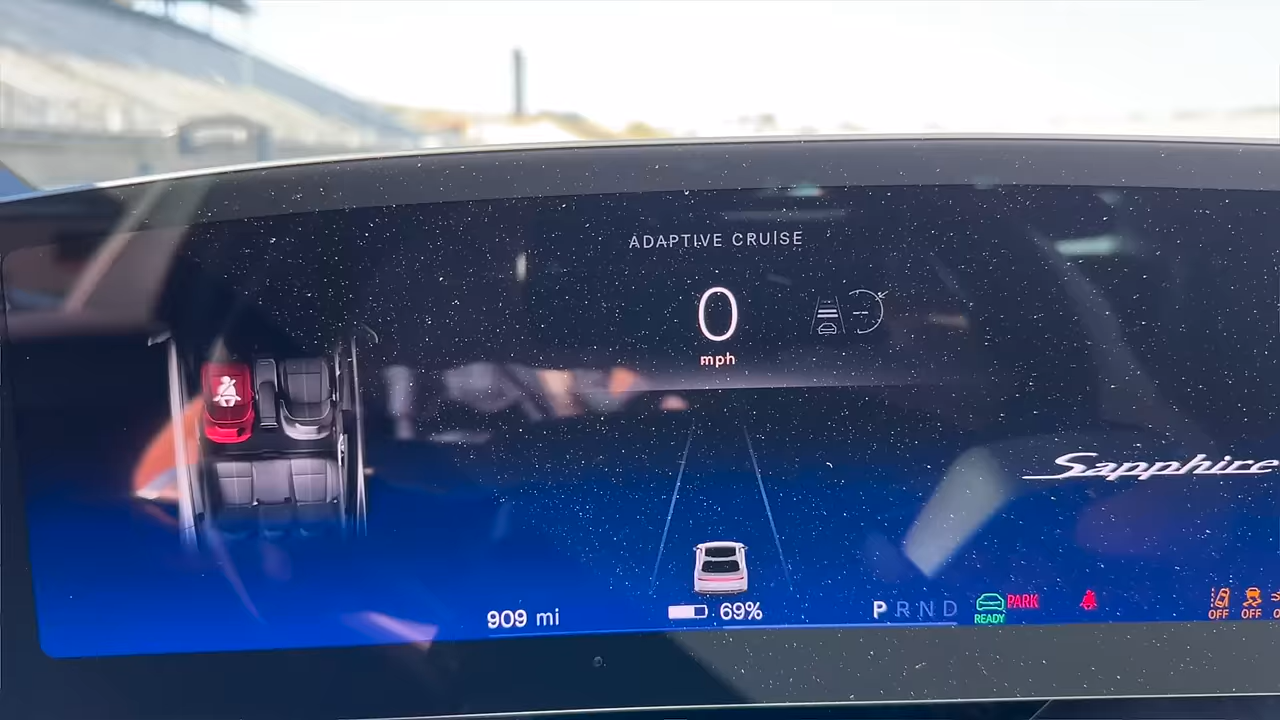 ADAPTIVE CRUISE
0
mph
Sapphire
909 mi
69%
P R N D
READY
PARK
OFF
OFF